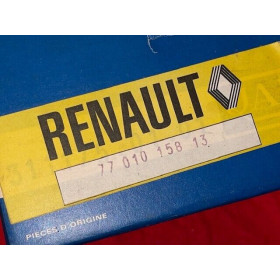 RENAULT
77 010 158 13
PIECES D'ORIGINE